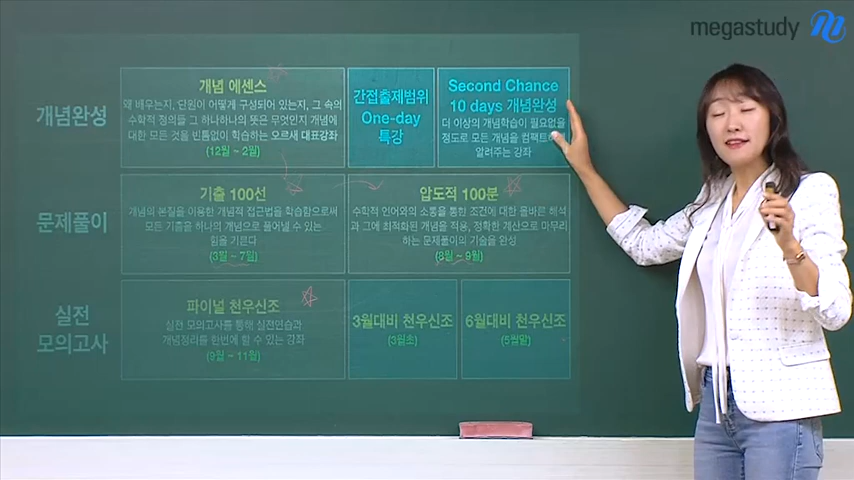 megastudy
개념완성
개념 에센스
왜 배우는지, 단원이 어떻게 구성되어 있는지, 그 속의
수학적 정의들 그 하나하나의 뜻은 무엇인지 개념에
대한 모든 것을 빈틈없이 학습하는 오르새 대표강좌
(12월 ~ 2월)
간접출제범위
One-day
특강
Second Chance
10 days 개념완성
더 이상의 개념학습이 필요없을
정도로 모든 개념을 컴팩트
알려주는 강좌
문제풀이
기출 100선
개념의 본질을 이용한 개념적 접근법을 학습함으로써
모든 기출을 하나의 개념으로 풀어낼 수 있는
힘을 기른다
(3월 ~ 7월)
압도적 100분
수학적 언어와의 소통을 통한 조건에 대한 올바른 해석
과 그에 최적화된 개념을 적용, 정확한 계산으로 마무리
하는 문제풀이의 기술을 완성
(8월 ~ 9월)
실전
모의고사
파이널 천우신조
실전 모의고사를 통해 실전연습과
개념정리를 한번에 할 수 있는 강좌
(9월 ~ 11월)
3월대비 천우신조
(3월초)
6월대비 천우신조
(5월말)